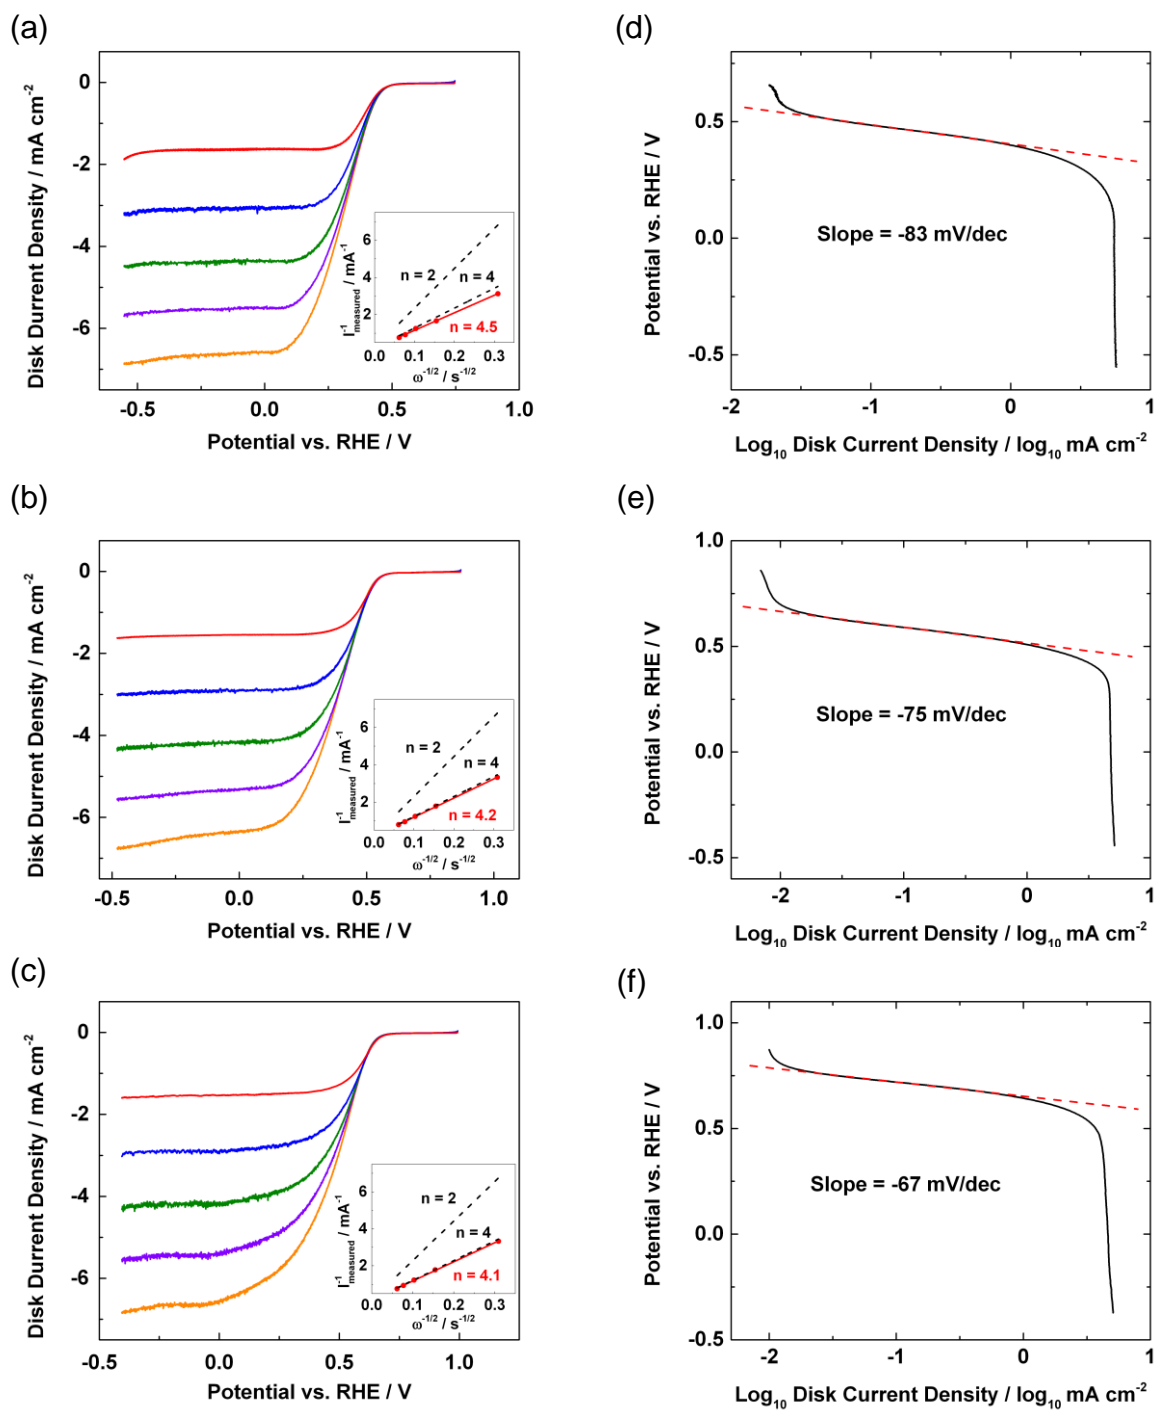 (a)
0
-2
-4
-6
Disk Durrent Density / mA cm-2
-0.5 0.0 0.5 1.0
Potential vs. RHE / V
6
4
2
I-1measured / mA-1
n = 2
n = 4
n = 4.5
0.0 0.1 0.2 0.3
ω-1/2 / s-1/2
(d)
0.5
0.0
-0.5
Potential vs. RHE / V
Slope = -83 mV/dec
-2 -1 0 1
Log10 Disk Current Density / log10 mA cm-2
(b)
0
-2
-4
-6
Disk Durrent Density / mA cm-2
-0.5 0.0 0.5 1.0
Potential vs. RHE / V
6
4
2
I-1measured / mA-1
n = 2
n = 4
n = 4.2
0.0 0.1 0.2 0.3
ω-1/2 / s-1/2
(e)
1.0
0.5
0.0
-0.5
Potential vs. RHE / V
Slope = -75 mV/dec
-2 -1 0 1
Log10 Disk Current Density / log10 mA cm-2
(c)
0
-2
-4
-6
Disk Durrent Density / mA cm-2
-0.5 0.0 0.5 1.0
Potential vs. RHE / V
6
4
2
I-1measured / mA-1
n = 2
n = 4
n = 4.1
0.0 0.1 0.2 0.3
ω-1/2 / s-1/2
(f)
1.0
0.5
0.0
-0.5
Potential vs. RHE / V
Slope = -67 mV/dec
-2 -1 0 1
Log10 Disk Current Density / log10 mA cm-2